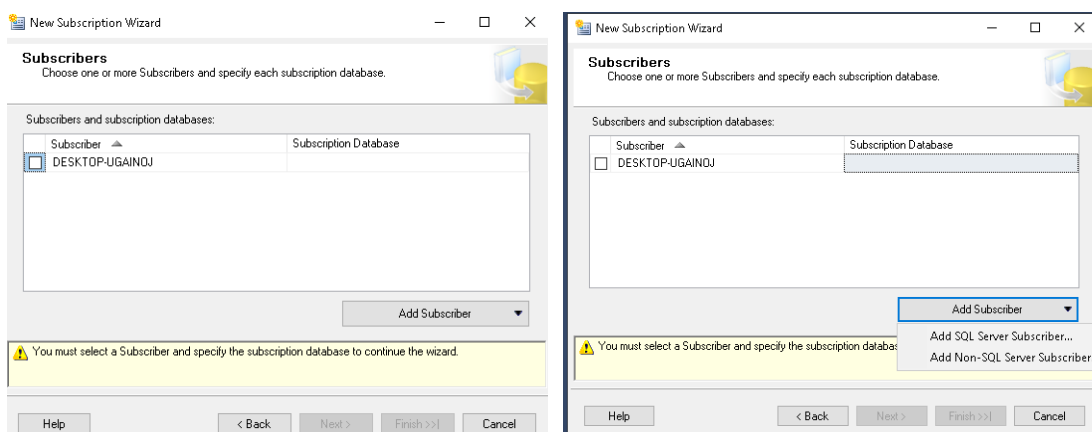 New Subscription Wizard
Subscribers
Choose one or more Subscribers and specify each subscription database.
Subscribers and subscription databases:
Subscriber Subscription Database
DESKTOP-UGAINOJ
Add Subscriber
You must select a Subscriber and specify the subscription database to continue the wizard.
Help < Back Next > Finish >>| Cancel
New Subscription Wizard
Subscribers
Choose one or more Subscribers and specify each subscription database.
Subscribers and subscription databases:
Subscriber Subscription Database
DESKTOP-UGAINOJ
Add Subscriber
Add SQL Server Subscriber...
Add Non-SQL Server Subscriber
You must select a Subscriber and specify the subscription databas
Help < Back Next > Finish >>| Cancel